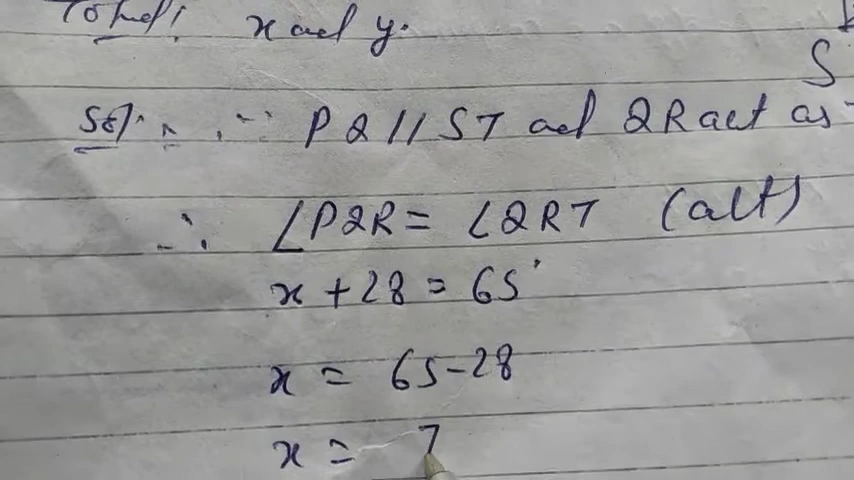 To find: x and y.
S
Sol:- ∵ PQ // ST and QR act as
∴ ∠PQR = ∠QRT (alt)
x + 28 = 65°
x = 65 - 28
x = 7